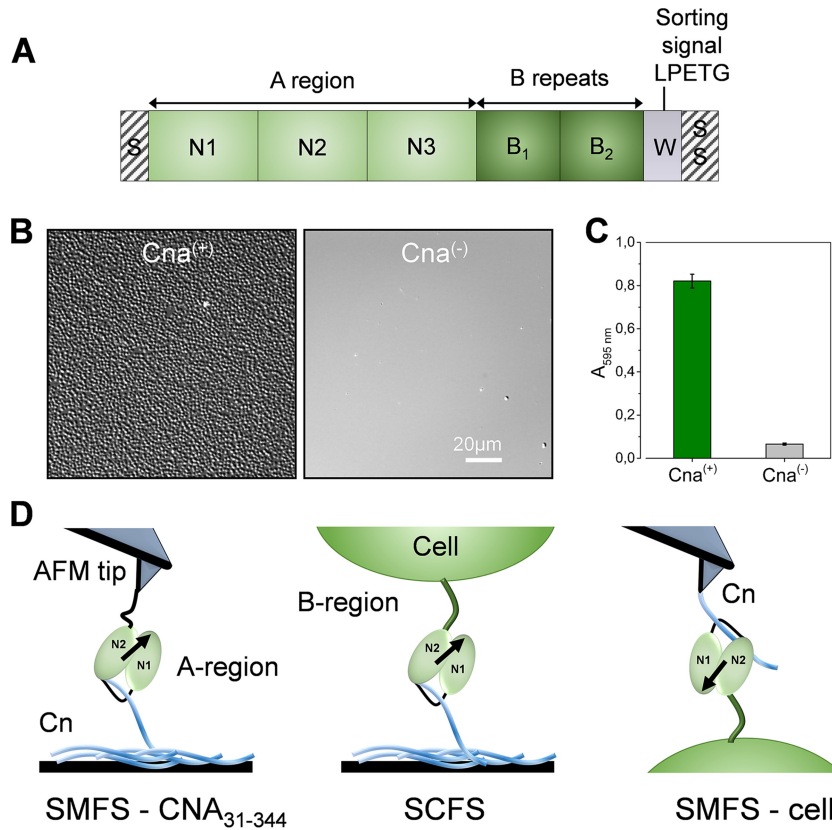 A
Sorting
signal
LPETG
A region
B repeats
S
N1
N2
N3
B₁
B₂
W
S
S
B
Cna⁽⁺⁾
Cna⁽⁻⁾
20µm
C
A₅₉₅ ₙₘ
1,0
0,8
0,6
0,4
0,2
0,0
Cna⁽⁺⁾
Cna⁽⁻⁾
D
AFM tip
N2
N1
A-region
Cn
SMFS - CNA₃₁₋₃₄₄
Cell
B-region
N2
N1
SCFS
Cn
N1
N2
SMFS - cell